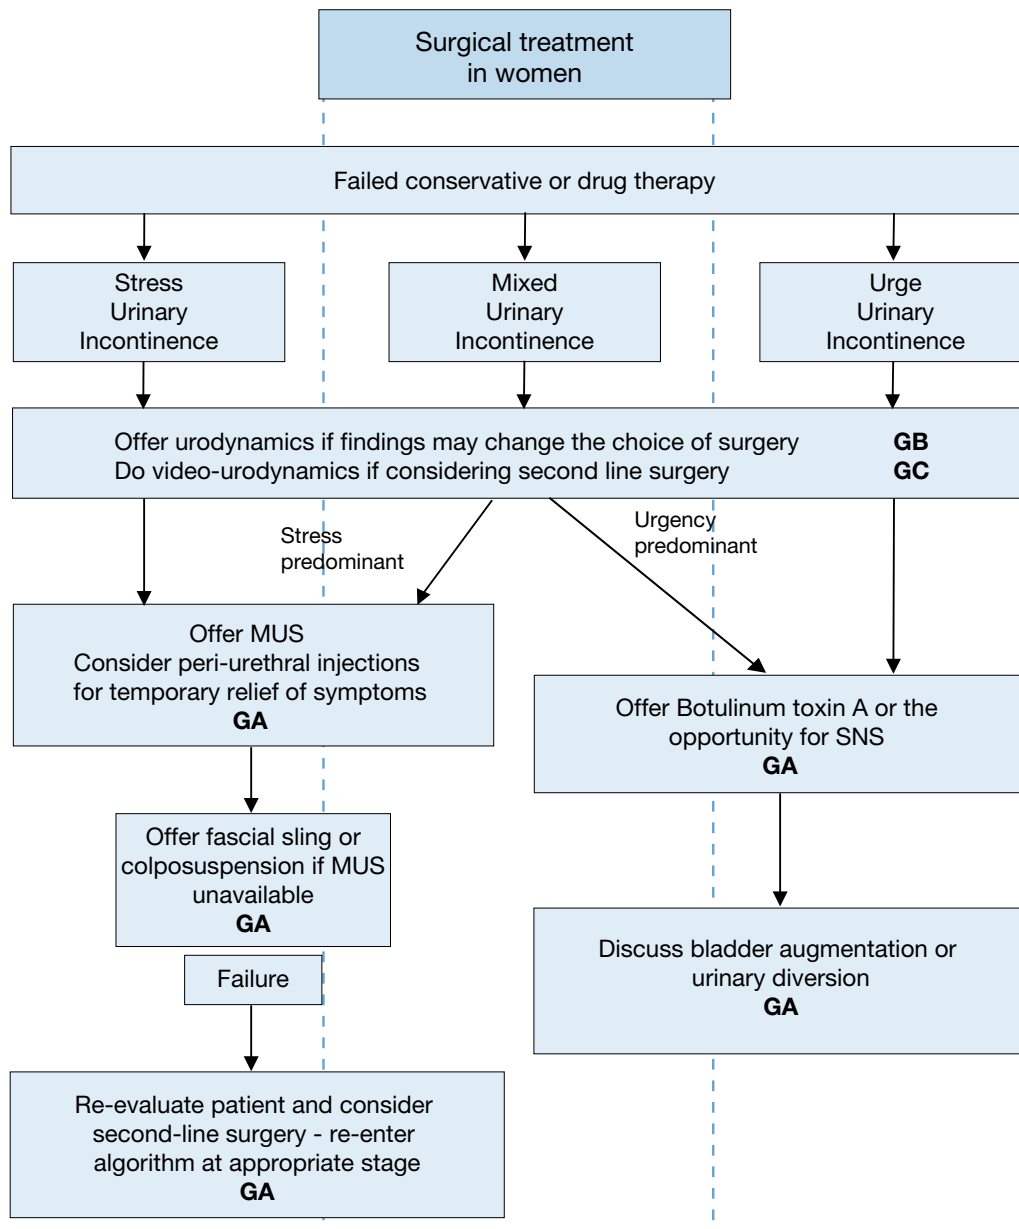 Surgical treatment
in women
Failed conservative or drug therapy
Stress
Urinary
Incontinence
Mixed
Urinary
Incontinence
Urge
Urinary
Incontinence
Offer urodynamics if findings may change the choice of surgery GB
Do video-urodynamics if considering second line surgery GC
Stress
predominant
Urgency
predominant
Offer MUS
Consider peri-urethral injections
for temporary relief of symptoms
GA
Offer Botulinum toxin A or the
opportunity for SNS
GA
Offer fascial sling or
colposuspension if MUS
unavailable
GA
Failure
Discuss bladder augmentation or
urinary diversion
GA
Re-evaluate patient and consider
second-line surgery - re-enter
algorithm at appropriate stage
GA